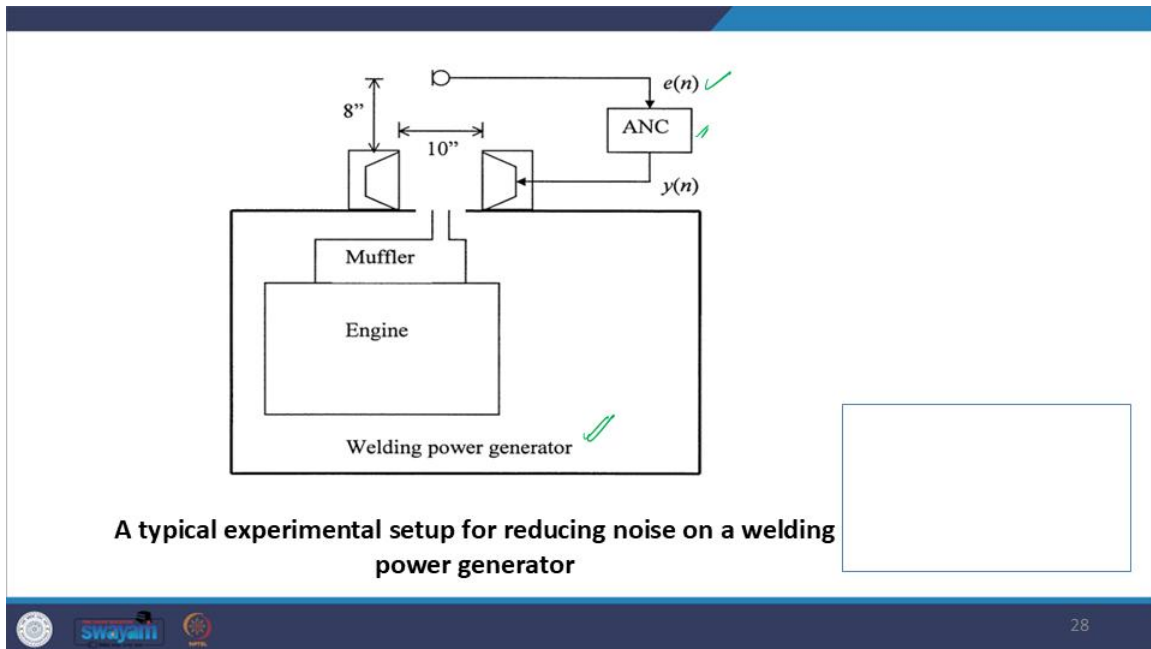 e(n)
8”
ANC
10”
y(n)
Muffler
Engine
Welding power generator
A typical experimental setup for reducing noise on a welding
power generator
swayam
28